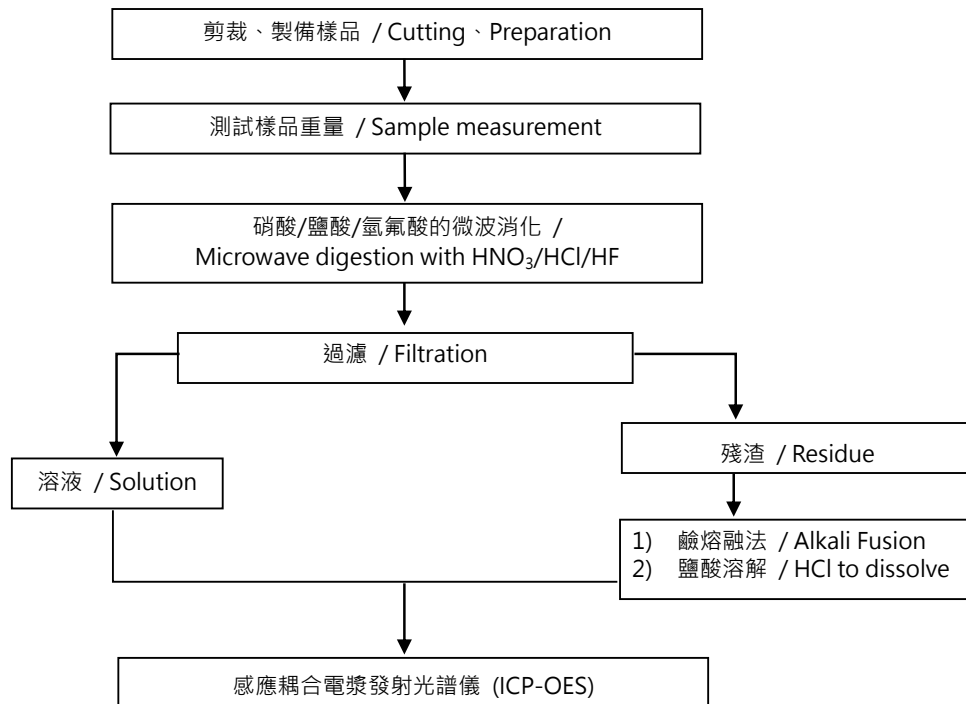 剪裁、製備樣品 / Cutting、Preparation
測試樣品重量 / Sample measurement
硝酸/鹽酸/氫氟酸的微波消化 /
Microwave digestion with HNO₃/HCl/HF
過濾 / Filtration
溶液 / Solution
殘渣 / Residue
1) 鹼熔融法 / Alkali Fusion
2) 鹽酸溶解 / HCl to dissolve
感應耦合電漿發射光譜儀 (ICP-OES)